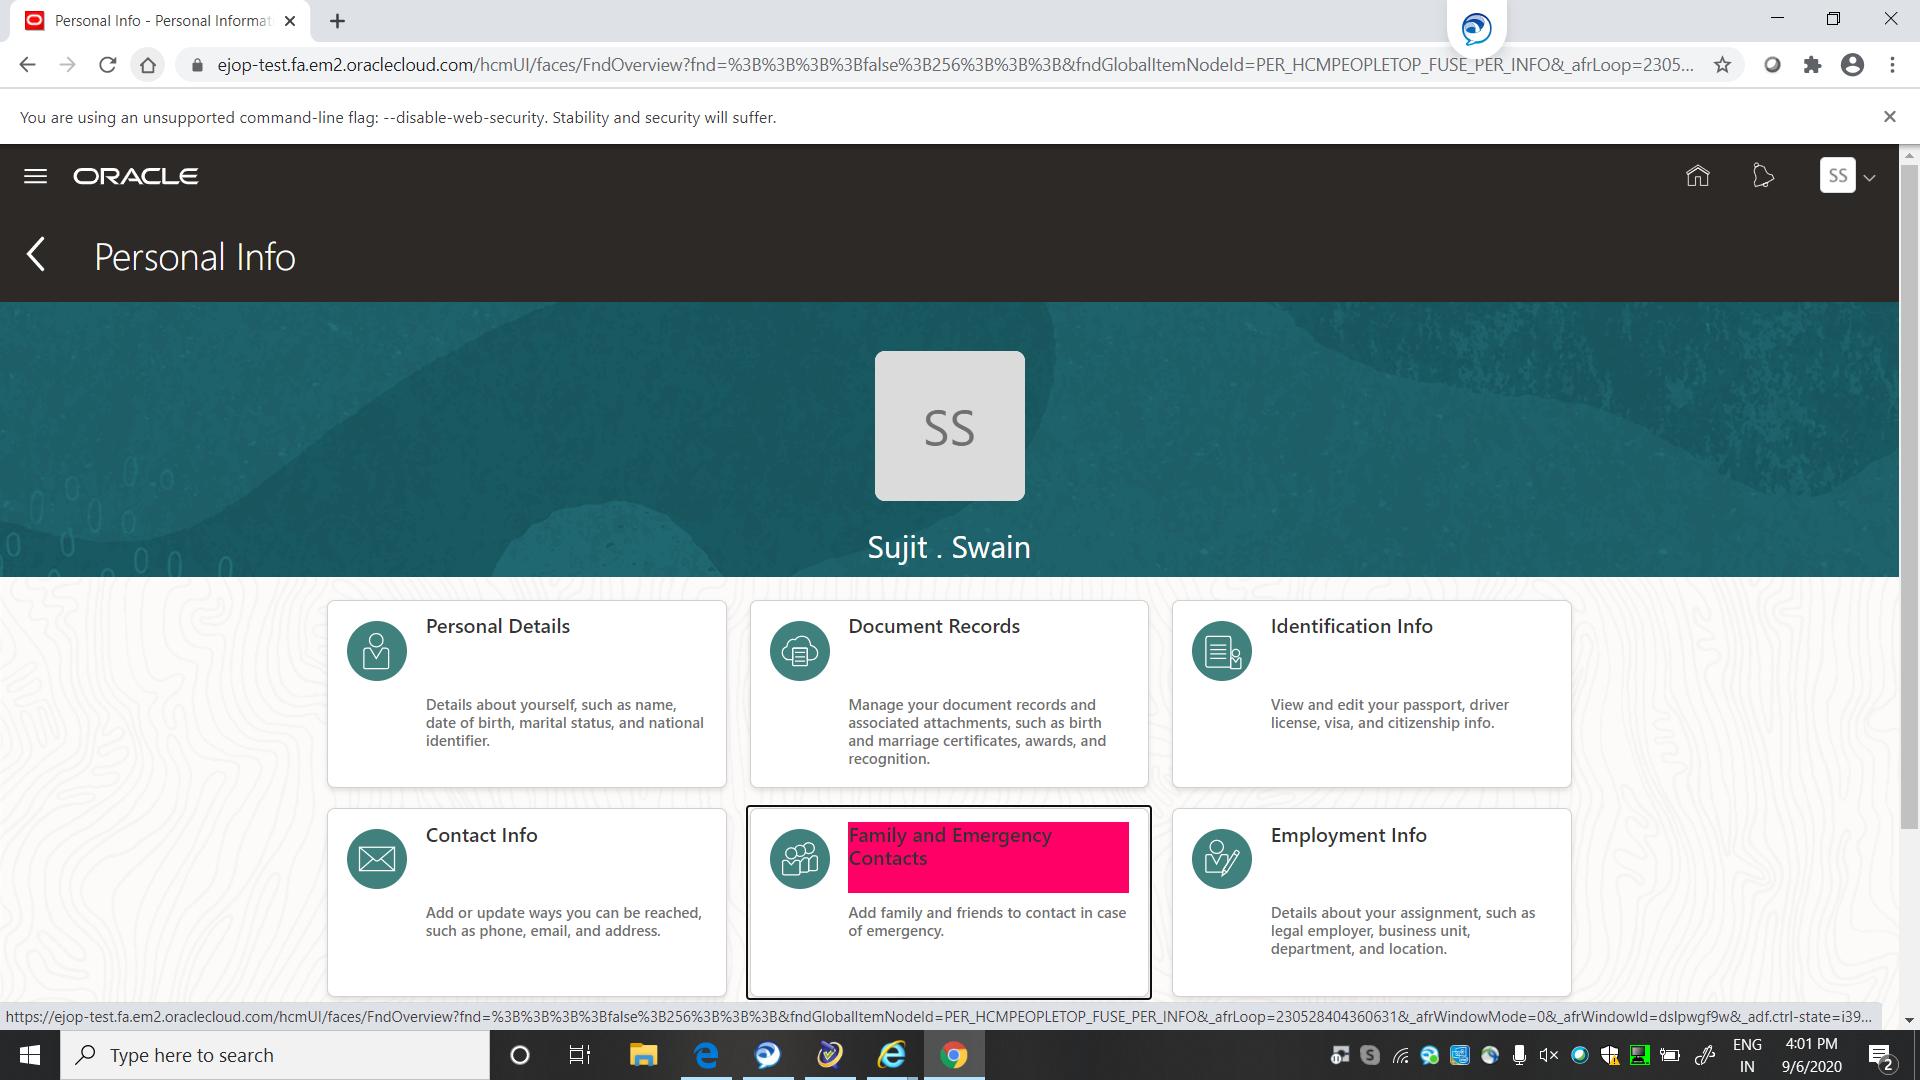 Personal Info - Personal Informat
ejop-test.fa.em2.oraclecloud.com/hcmUI/faces/FndOverview?fnd=%3B%3B%3B%3Bfalse%3B256%3B%3B%3B&fndGlobalItemNodeId=PER_HCMPEOPLETOP_FUSE_PER_INFO&_afrLoop=2305...
You are using an unsupported command-line flag: --disable-web-security. Stability and security will suffer.
ORACLE
SS
Personal Info
SS
Sujit . Swain
Personal Details
Details about yourself, such as name,
date of birth, marital status, and national
identifier.
Document Records
Manage your document records and
associated attachments, such as birth
and marriage certificates, awards, and
recognition.
Identification Info
View and edit your passport, driver
license, visa, and citizenship info.
Contact Info
Add or update ways you can be reached,
such as phone, email, and address.
Family and Emergency
Contacts
Add family and friends to contact in case
of emergency.
Employment Info
Details about your assignment, such as
legal employer, business unit,
department, and location.
https://ejop-test.fa.em2.oraclecloud.com/hcmUI/faces/FndOverview?fnd=%3B%3B%3B%3Bfalse%3B256%3B%3B%3B&fndGlobalItemNodeId=PER_HCMPEOPLETOP_FUSE_PER_INFO&_afrLoop=230528404360631&_afrWindowMode=0&_afrWindowId=dslpwgf9w&_adf.ctrl-state=i39...
Type here to search
ENG
IN
4:01 PM
9/6/2020
2